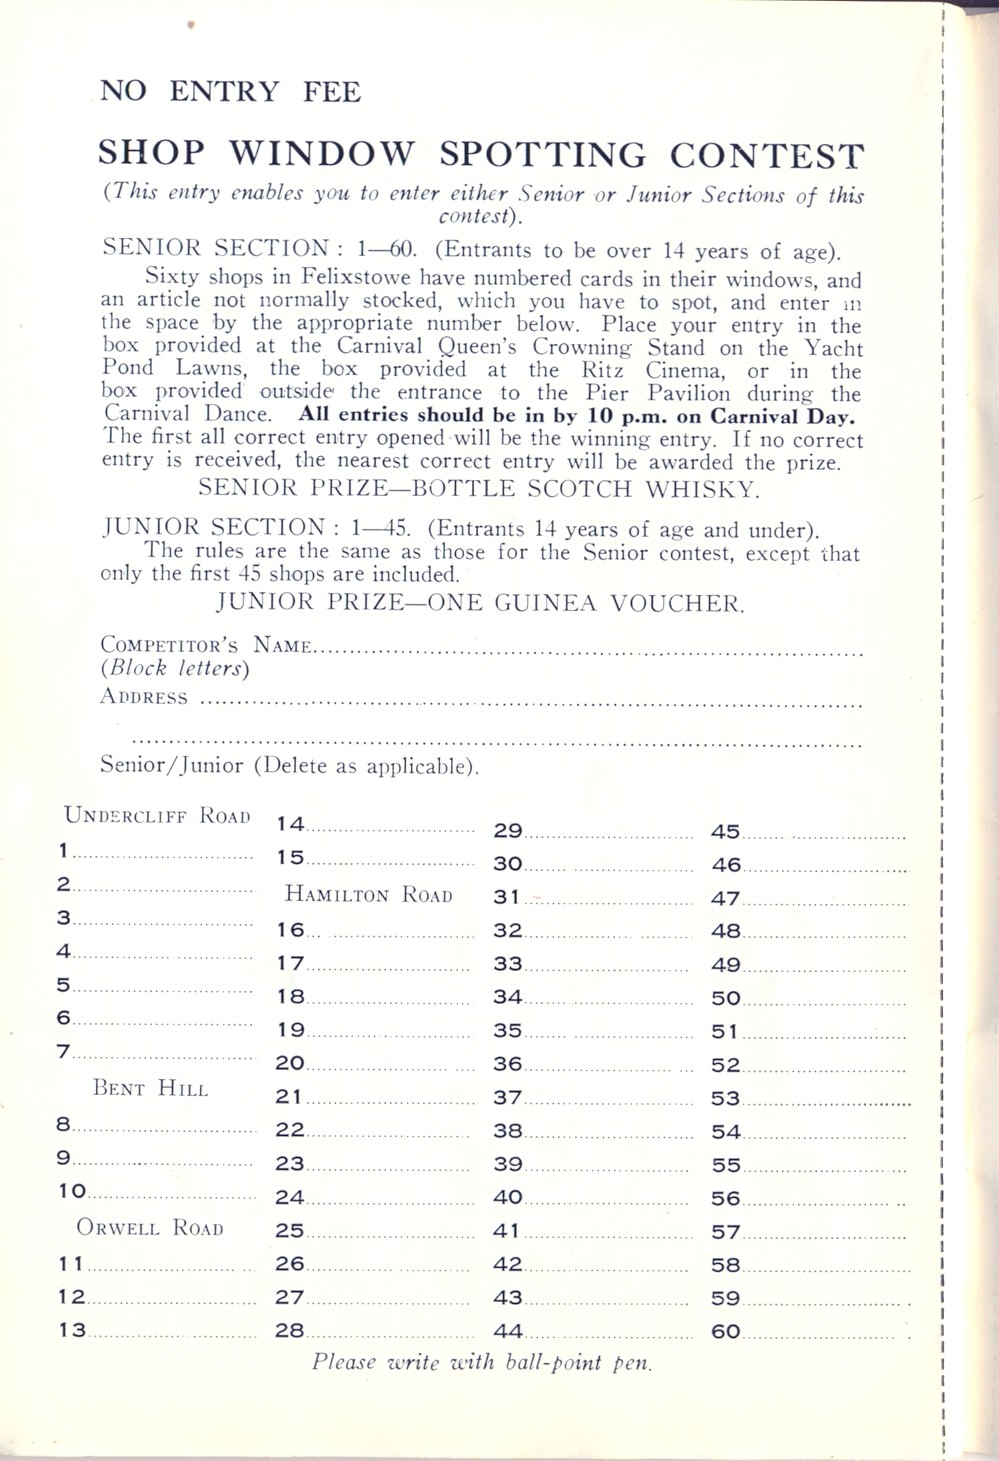 NO ENTRY FEE
SHOP WINDOW SPOTTING CONTEST
(This entry enables you to enter either Senior or Junior Sections of this
contest).
SENIOR SECTION : 1—60. (Entrants to be over 14 years of age).
Sixty shops in Felixstowe have numbered cards in their windows, and
an article not normally stocked, which you have to spot, and enter in
the space by the appropriate number below. Place your entry in the
box provided at the Carnival Queen's Crowning Stand on the Yacht
Pond Lawns, the box provided at the Ritz Cinema, or in the
box provided outside the entrance to the Pier Pavilion during the
Carnival Dance. All entries should be in by 10 p.m. on Carnival Day.
The first all correct entry opened will be the winning entry. If no correct
entry is received, the nearest correct entry will be awarded the prize.
SENIOR PRIZE—BOTTLE SCOTCH WHISKY.
JUNIOR SECTION : 1—45. (Entrants 14 years of age and under).
The rules are the same as those for the Senior contest, except that
only the first 45 shops are included.
JUNIOR PRIZE—ONE GUINEA VOUCHER.
COMPETITOR'S NAME
(Block letters)
ADDRESS
Senior/Junior (Delete as applicable).
UNDERCLIFF ROAD
1
2
3
4
5
6
7
BENT HILL
8
9
10
ORWELL ROAD
11
12
13
14
15
HAMILTON ROAD
16
17
18
19
20
21
22
23
24
25
26
27
28
29
30
31
32
33
34
35
36
37
38
39
40
41
42
43
44
45
46
47
48
49
50
51
52
53
54
55
56
57
58
59
60
Please write with ball-point pen.